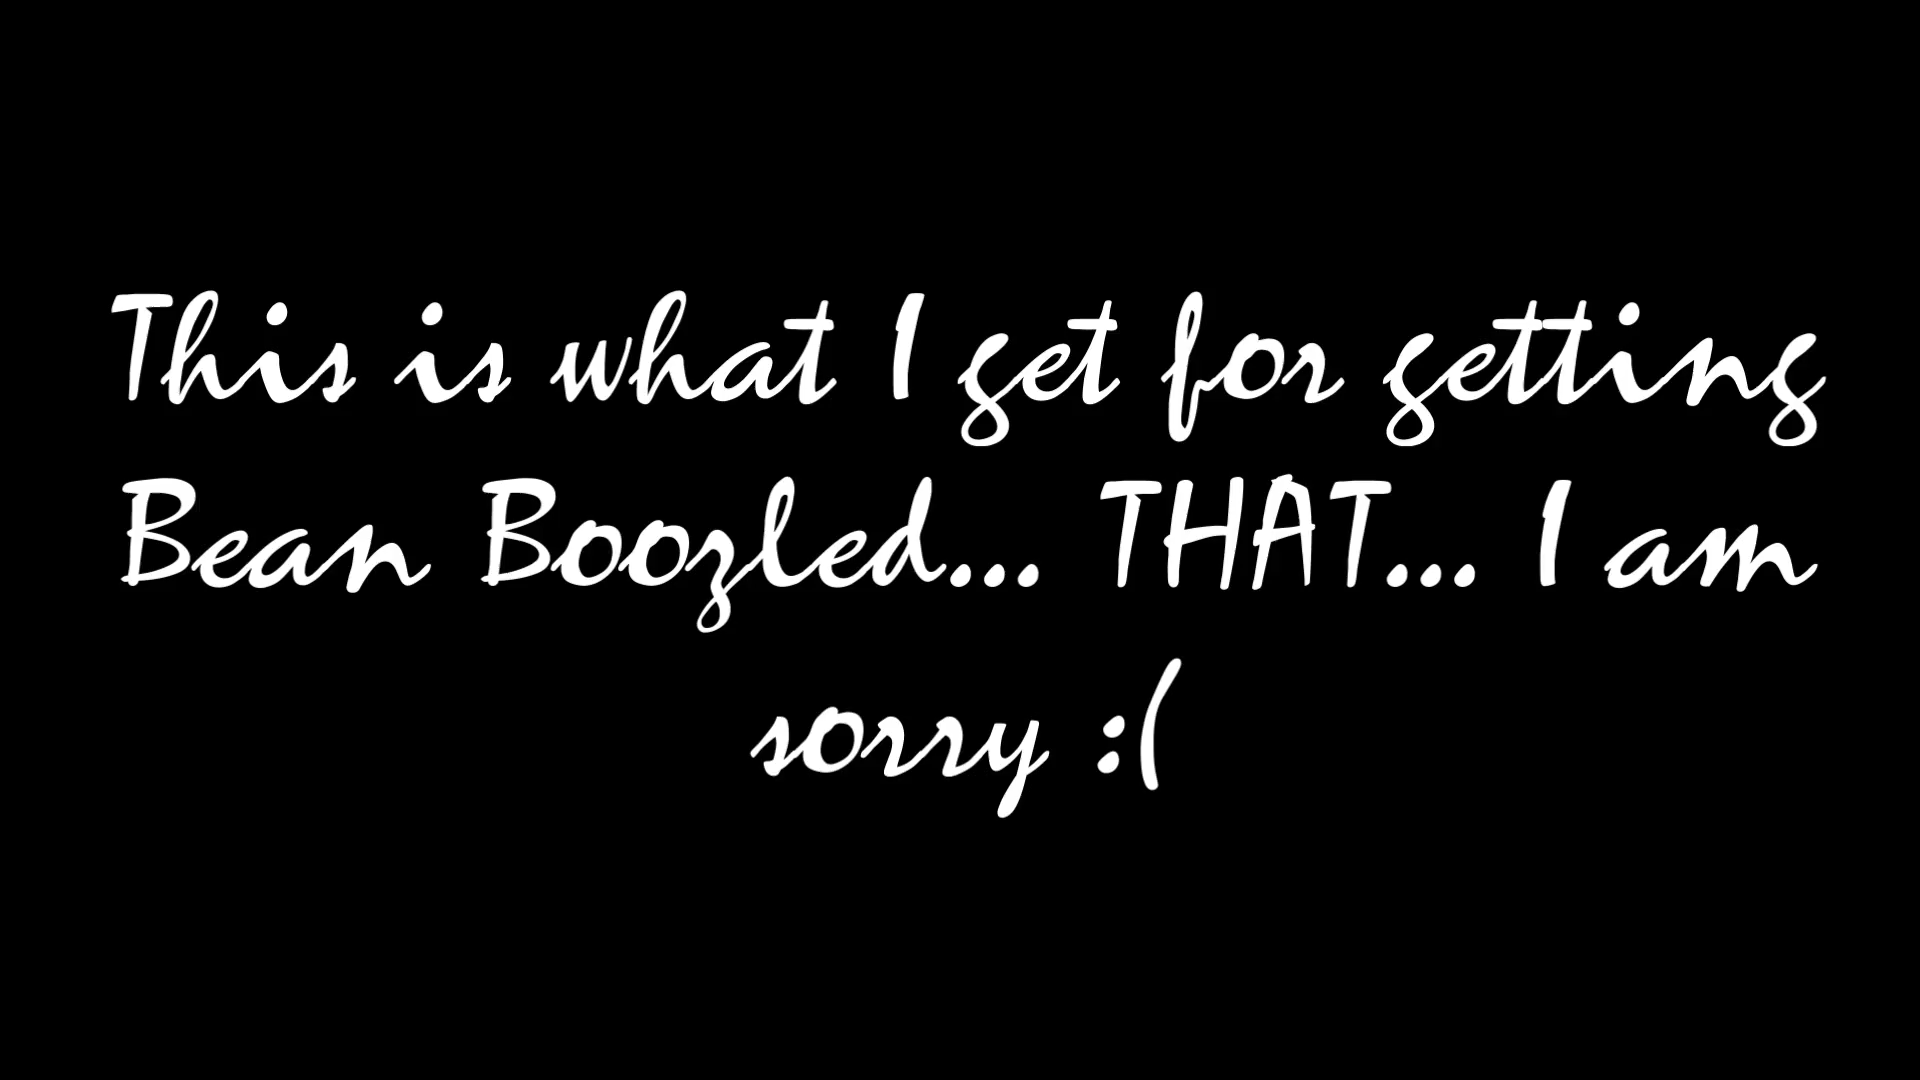 This is what I get for getting
Bean Boozled... THAT... I am
sorry :(